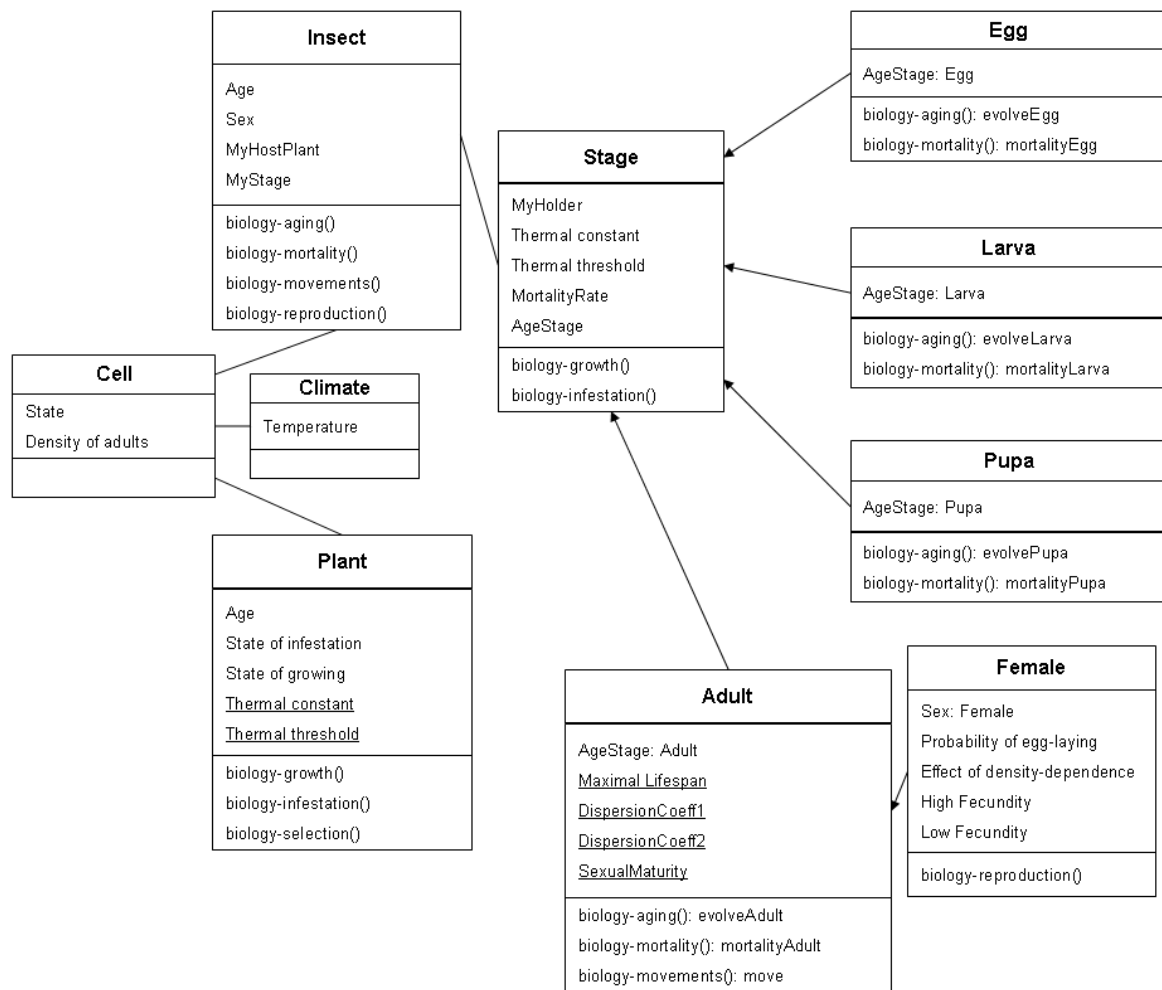 Insect
Age
Sex
MyHostPlant
MyStage
biology-aging()
biology-mortality()
biology-movements()
biology-reproduction()
Stage
MyHolder
Thermal constant
Thermal threshold
MortalityRate
AgeStage
biology-growth()
biology-infestation()
Egg
AgeStage: Egg
biology-aging(): evolveEgg
biology-mortality(): mortalityEgg
Larva
AgeStage: Larva
biology-aging(): evolveLarva
biology-mortality(): mortalityLarva
Cell
State
Density of adults
Climate
Temperature
Pupa
AgeStage: Pupa
biology-aging(): evolvePupa
biology-mortality(): mortalityPupa
Plant
Age
State of infestation
State of growing
Thermal constant
Thermal threshold
biology-growth()
biology-infestation()
biology-selection()
Adult
AgeStage: Adult
Maximal Lifespan
DispersionCoeff1
DispersionCoeff2
SexualMaturity
biology-aging(): evolveAdult
biology-mortality(): mortalityAdult
biology-movements(): move
Female
Sex: Female
Probability of egg-laying
Effect of density-dependence
High Fecundity
Low Fecundity
biology-reproduction()